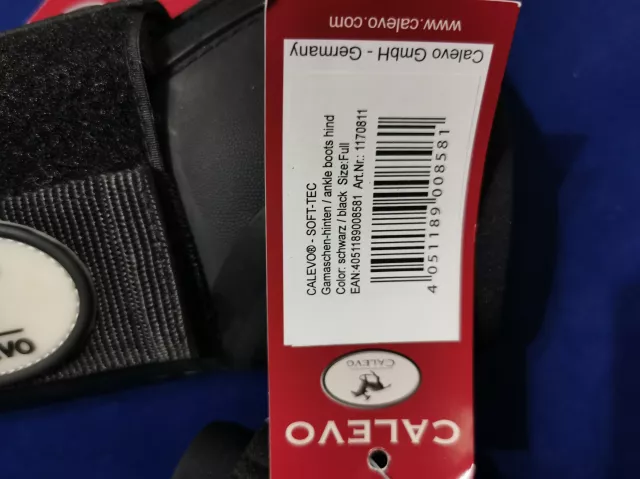 www.calevo.com
Calevo GmbH - Germany
CALEVO® - SOFT-TEC
Gamaschen-hinten / ankle boots hind
Color: schwarz / black Size:Full
EAN:4051189008581 Art.Nr.: 1170811
4 051189 008581
CALEVO
CALEVO